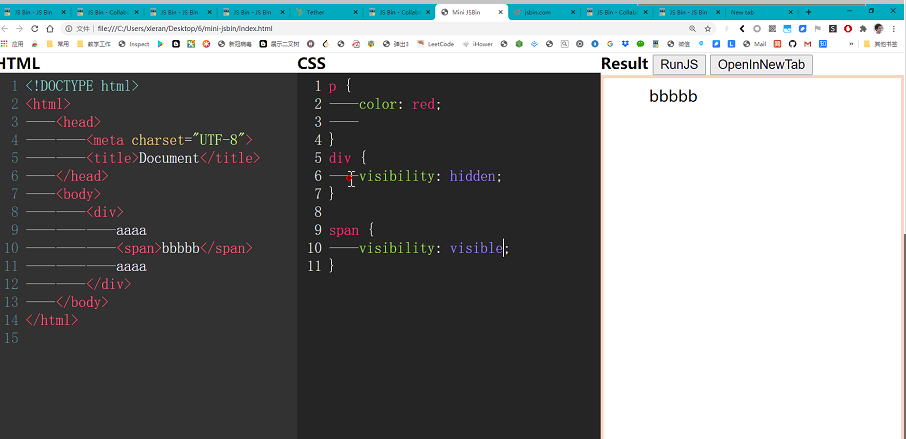 JS Bin - JS Bin
JS Bin - Collab
JS Bin - JS Bin
JS Bin - JS Bin
Tether
JS Bin - Collabo
Mini JSBin
jsbin.com
JS Bin - Collabo
JS Bin - JS Bin
New tab
文件 | file:///C:/Users/xieran/Desktop/6/mini-jsbin/index.html
应用 常用 教学工作 Inspect 新冠病毒 展示二叉树 弹出3 LeetCode iHower 微信 Mail 其他书签
HTML
1 <!DOCTYPE html>
2 <html>
3 <head>
4 <meta charset="UTF-8">
5 <title>Document</title>
6 </head>
7 <body>
8 <div>
9 aaaa
10 <span>bbbbb</span>
11 aaaa
12 </div>
13 </body>
14 </html>
15
CSS
1 p {
2 color: red;
3
4 }
5 div {
6 visibility: hidden;
7 }
8
9 span {
10 visibility: visible;
11 }
Result RunJS OpenInNewTab
bbbbb